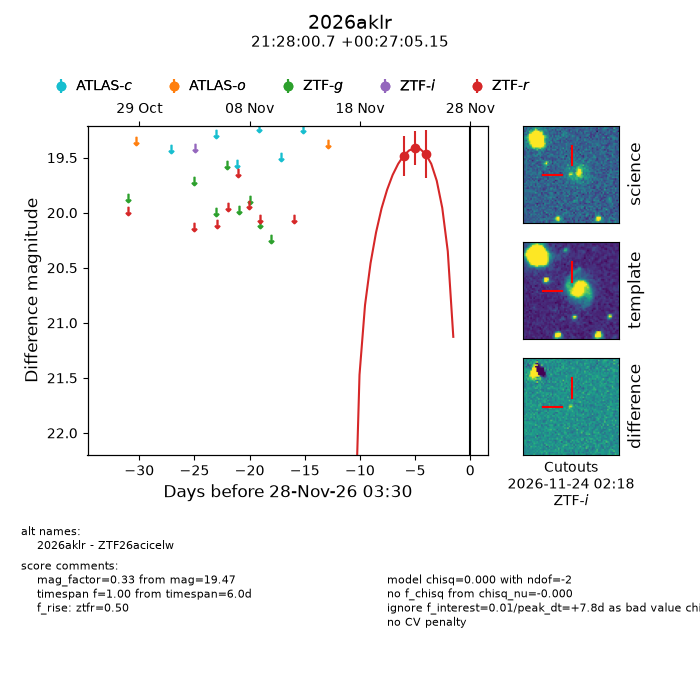 2026aklr
21:28:00.7 +00:27:05.15
ATLAS-c
ATLAS-o
ZTF-g
ZTF-i
ZTF-r
29 Oct
08 Nov
18 Nov
28 Nov
19.5
20.0
20.5
21.0
21.5
22.0
Difference magnitude
−30
−25
−20
−15
−10
−5
0
Days before 28-Nov-26 03:30
science
template
difference
Cutouts
2026-11-24 02:18
ZTF-i
alt names:
2026aklr - ZTF26acicelw
score comments:
mag_factor=0.33 from mag=19.47
timespan f=1.00 from timespan=6.0d
f_rise: ztfr=0.50
model chisq=0.000 with ndof=-2
no f_chisq from chisq_nu=-0.000
ignore f_interest=0.01/peak_dt=+7.8d as bad value chi
no CV penalty